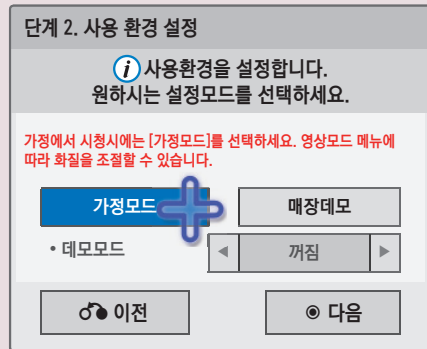 단계 2. 사용 환경 설정
i 사용환경을 설정합니다.
원하시는 설정모드를 선택하세요.
가정에서 시청시에는 [가정모드]를 선택하세요. 영상모드 메뉴에
따라 화질을 조절할 수 있습니다.
가정모드 매장데모
• 데모모드 ◀ 꺼짐 ▶
이전 ◉ 다음